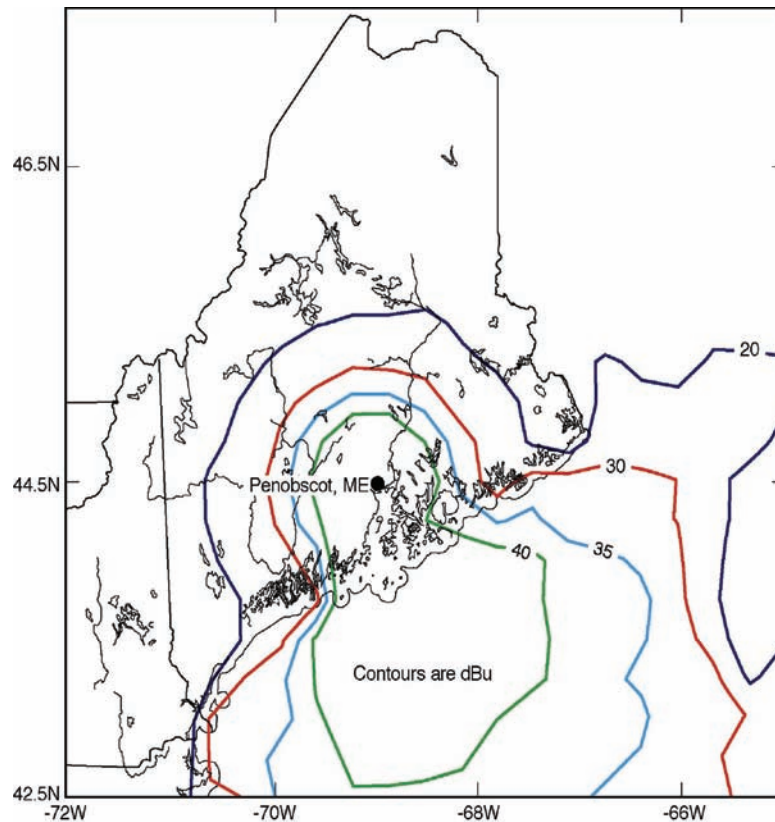 46.5N
20
44.5N
Penobscot, ME
30
35
40
Contours are dBu
42.5N
-72W
-70W
-68W
-66W